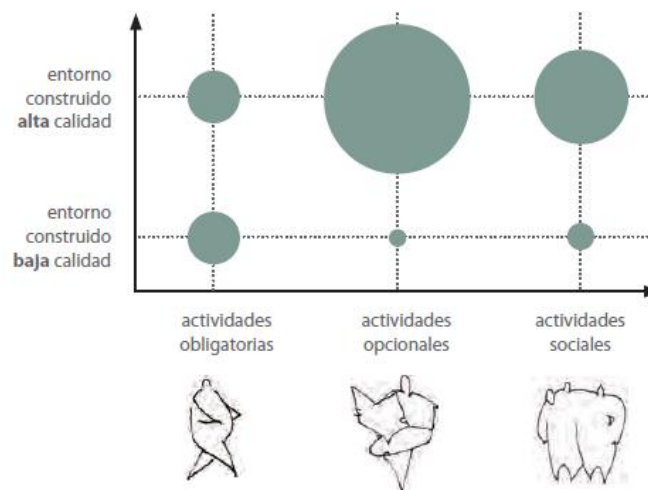 entorno
construido
alta calidad
entorno
construido
baja calidad
actividades
obligatorias
actividades
opcionales
actividades
sociales